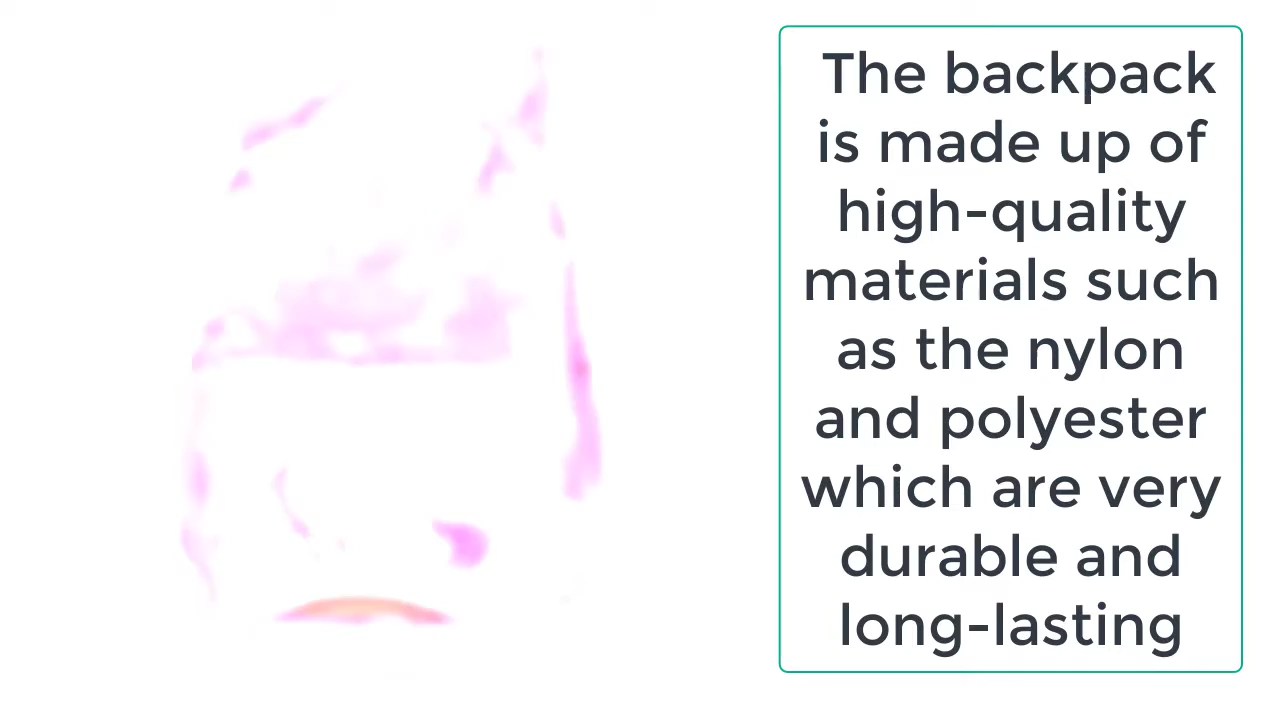 The backpack
is made up of
high-quality
materials such
as the nylon
and polyester
which are very
durable and
long-lasting